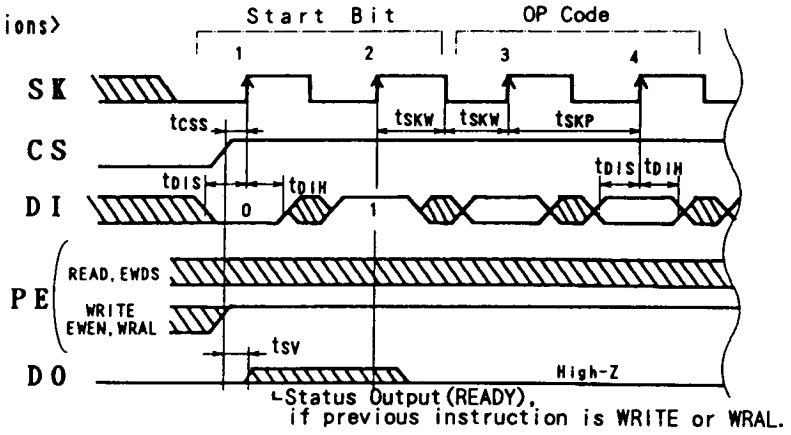 ions>
Start Bit
OP Code
1
2
3
4
SK
tSKW
tSKW
tSKP
tCSS
CS
tDIS
tDIH
tDIS
tDIH
DI
0
1
PE
READ, EWDS
WRITE
EWEN, WRAL
tSV
DO
High-Z
Status Output (READY),
if previous instruction is WRITE or WRAL.